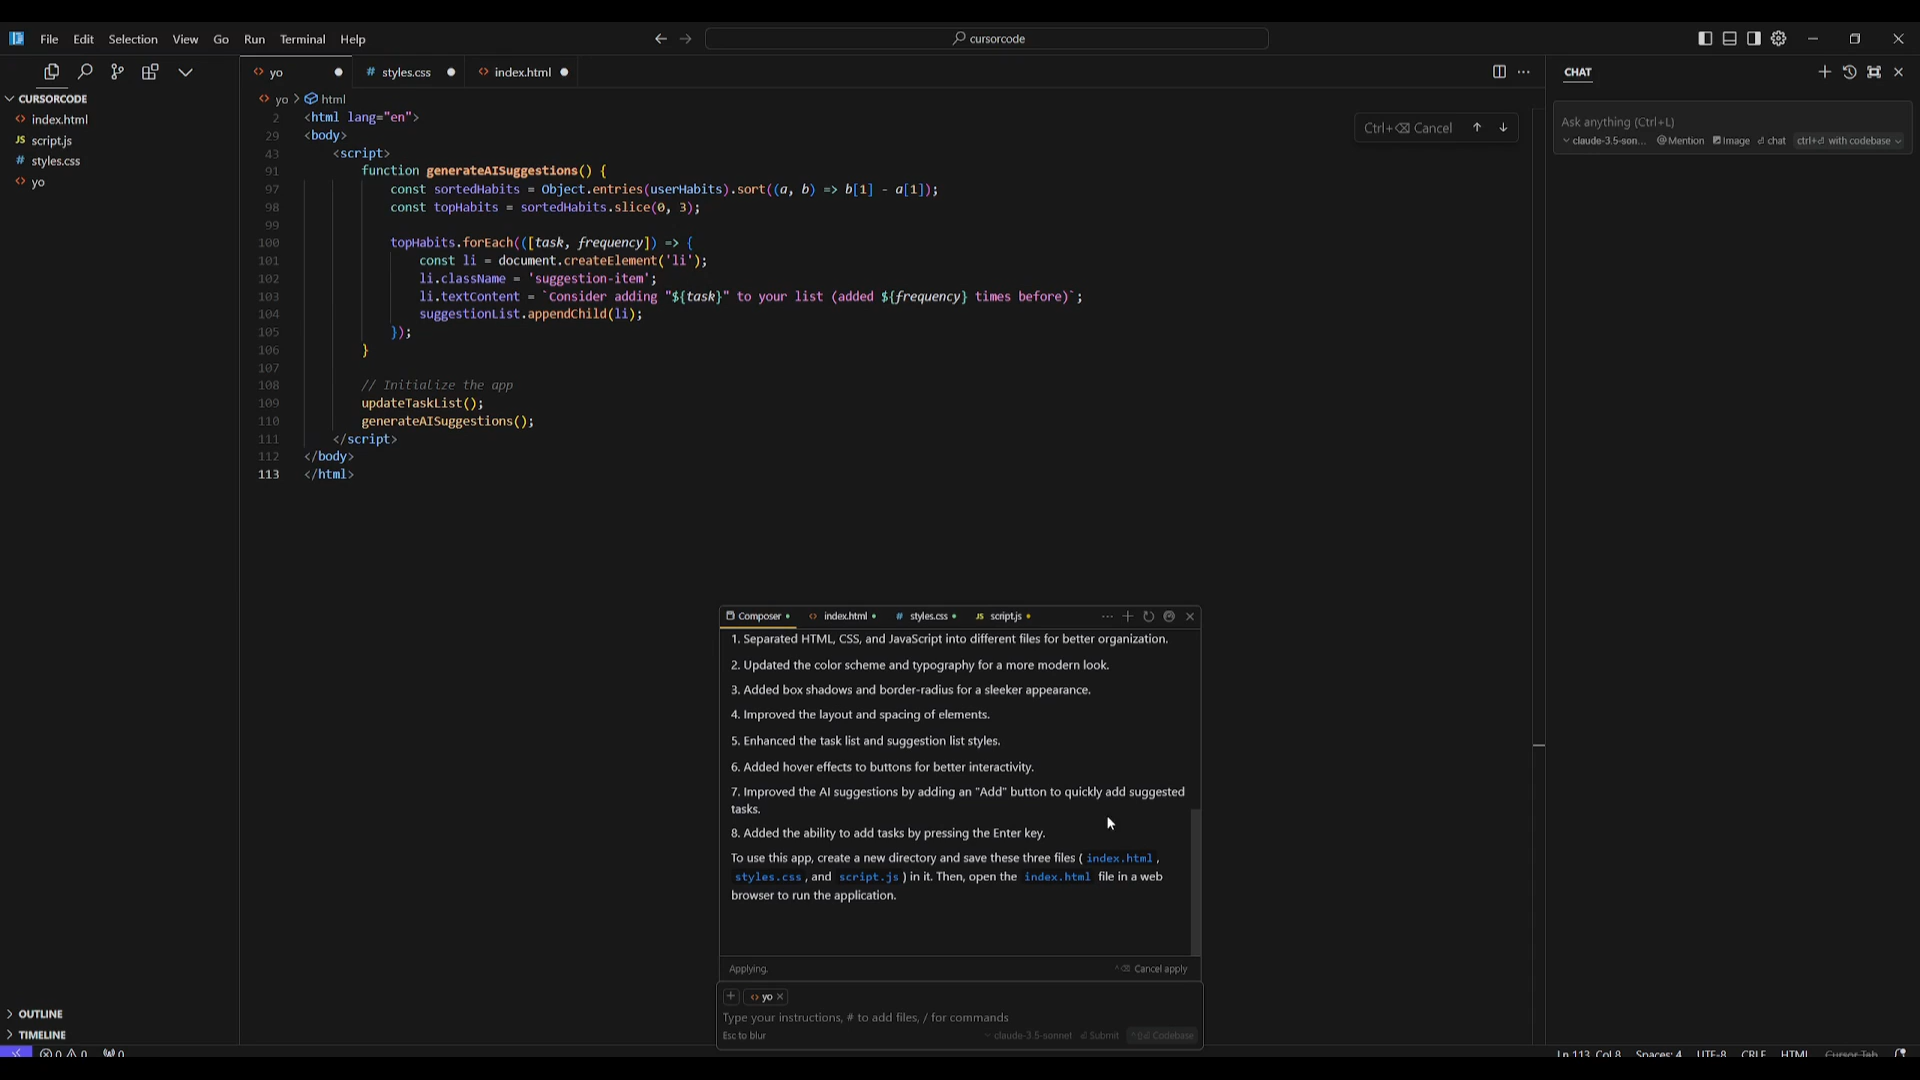 File Edit Selection View Go Run Terminal Help
cursorcode
yo
styles.css
index.html
CHAT
CURSORCODE
index.html
JS script.js
# styles.css
yo
yo > html
Ctrl+⌫ Cancel
Ask anything (Ctrl+L)
claude-3.5-son... @Mention Image chat ctrl+⏎ with codebase
2 <html lang="en">
29 <body>
43 <script>
91 function generateAISuggestions() {
97 const sortedHabits = Object.entries(userHabits).sort((a, b) => b[1] - a[1]);
98 const topHabits = sortedHabits.slice(0, 3);
99
100 topHabits.forEach(([task, frequency]) => {
101 const li = document.createElement('li');
102 li.className = 'suggestion-item';
103 li.textContent = `Consider adding "${task}" to your list (added ${frequency} times before)`;
104 suggestionList.appendChild(li);
105 });
106 }
107
108 // Initialize the app
109 updateTaskList();
110 generateAISuggestions();
111 </script>
112 </body>
113 </html>
Composer index.html # styles.css JS script.js
1. Separated HTML, CSS, and JavaScript into different files for better organization.
2. Updated the color scheme and typography for a more modern look.
3. Added box shadows and border-radius for a sleeker appearance.
4. Improved the layout and spacing of elements.
5. Enhanced the task list and suggestion list styles.
6. Added hover effects to buttons for better interactivity.
7. Improved the AI suggestions by adding an "Add" button to quickly add suggested
tasks.
8. Added the ability to add tasks by pressing the Enter key.
To use this app, create a new directory and save these three files ( index.html ,
styles.css , and script.js ) in it. Then, open the index.html file in a web
browser to run the application.
Applying.
Cancel apply
yo
Type your instructions, # to add files, / for commands
Esc to blur
claude-3.5-sonnet Submit Codebase
OUTLINE
TIMELINE
0 0 0
Ln 113, Col 8 Spaces: 4 UTF-8 CRLF HTML Cursor Tab